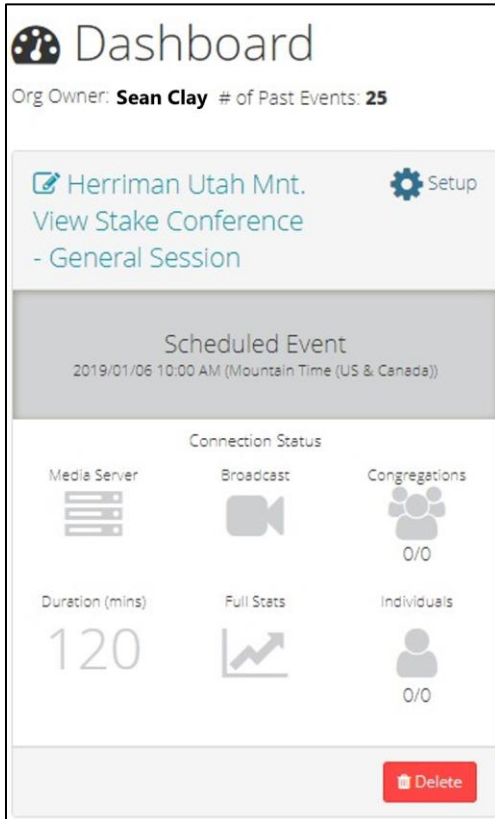 Dashboard
Org Owner: Sean Clay # of Past Events: 25
Herriman Utah Mnt.
View Stake Conference
- General Session
Setup
Scheduled Event
2019/01/06 10:00 AM (Mountain Time (US & Canada))
Connection Status
Media Server Broadcast Congregations
0/0
Duration (mins) Full Stats Individuals
120
0/0
Delete